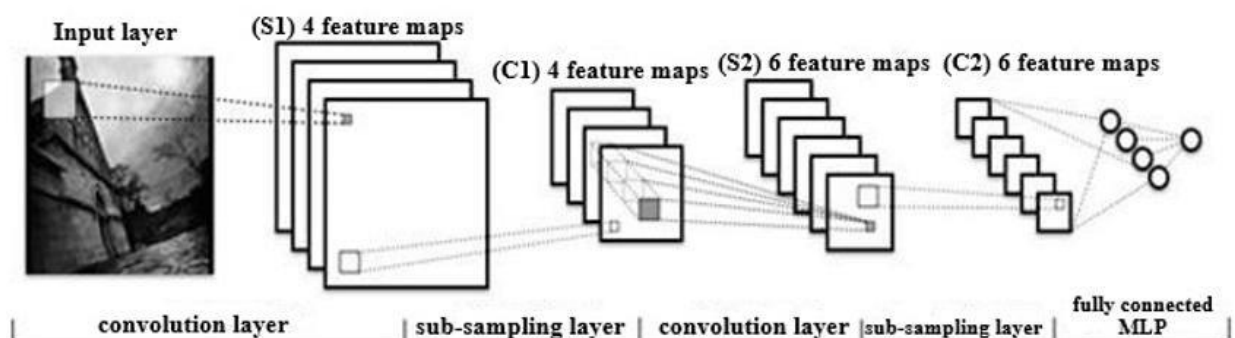 Input layer
(S1) 4 feature maps
(C1) 4 feature maps
(S2) 6 feature maps
(C2) 6 feature maps
convolution layer
sub-sampling layer
convolution layer
sub-sampling layer
fully connected
MLP